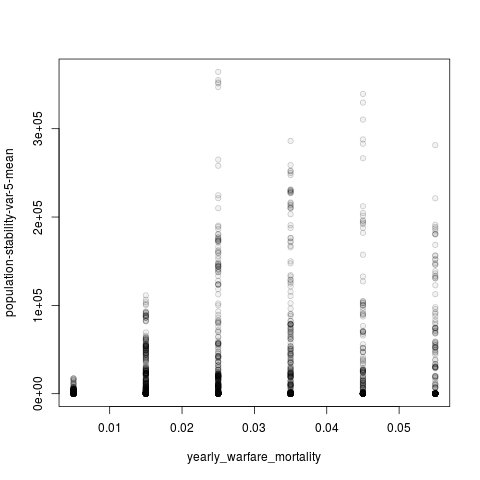 population-stability-var-5-mean
3e+05
2e+05
1e+05
0e+00
0.01 0.02 0.03 0.04 0.05
yearly_warfare_mortality